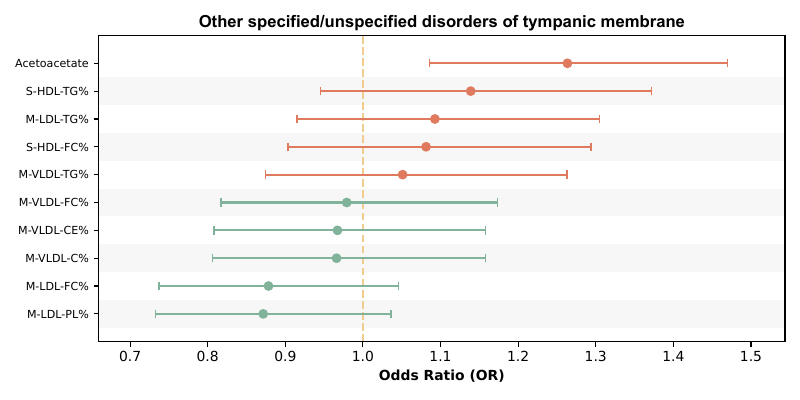 Other specified/unspecified disorders of tympanic membrane
Acetoacetate
S-HDL-TG%
M-LDL-TG%
S-HDL-FC%
M-VLDL-TG%
M-VLDL-FC%
M-VLDL-CE%
M-VLDL-C%
M-LDL-FC%
M-LDL-PL%
0.7 0.8 0.9 1.0 1.1 1.2 1.3 1.4 1.5
Odds Ratio (OR)